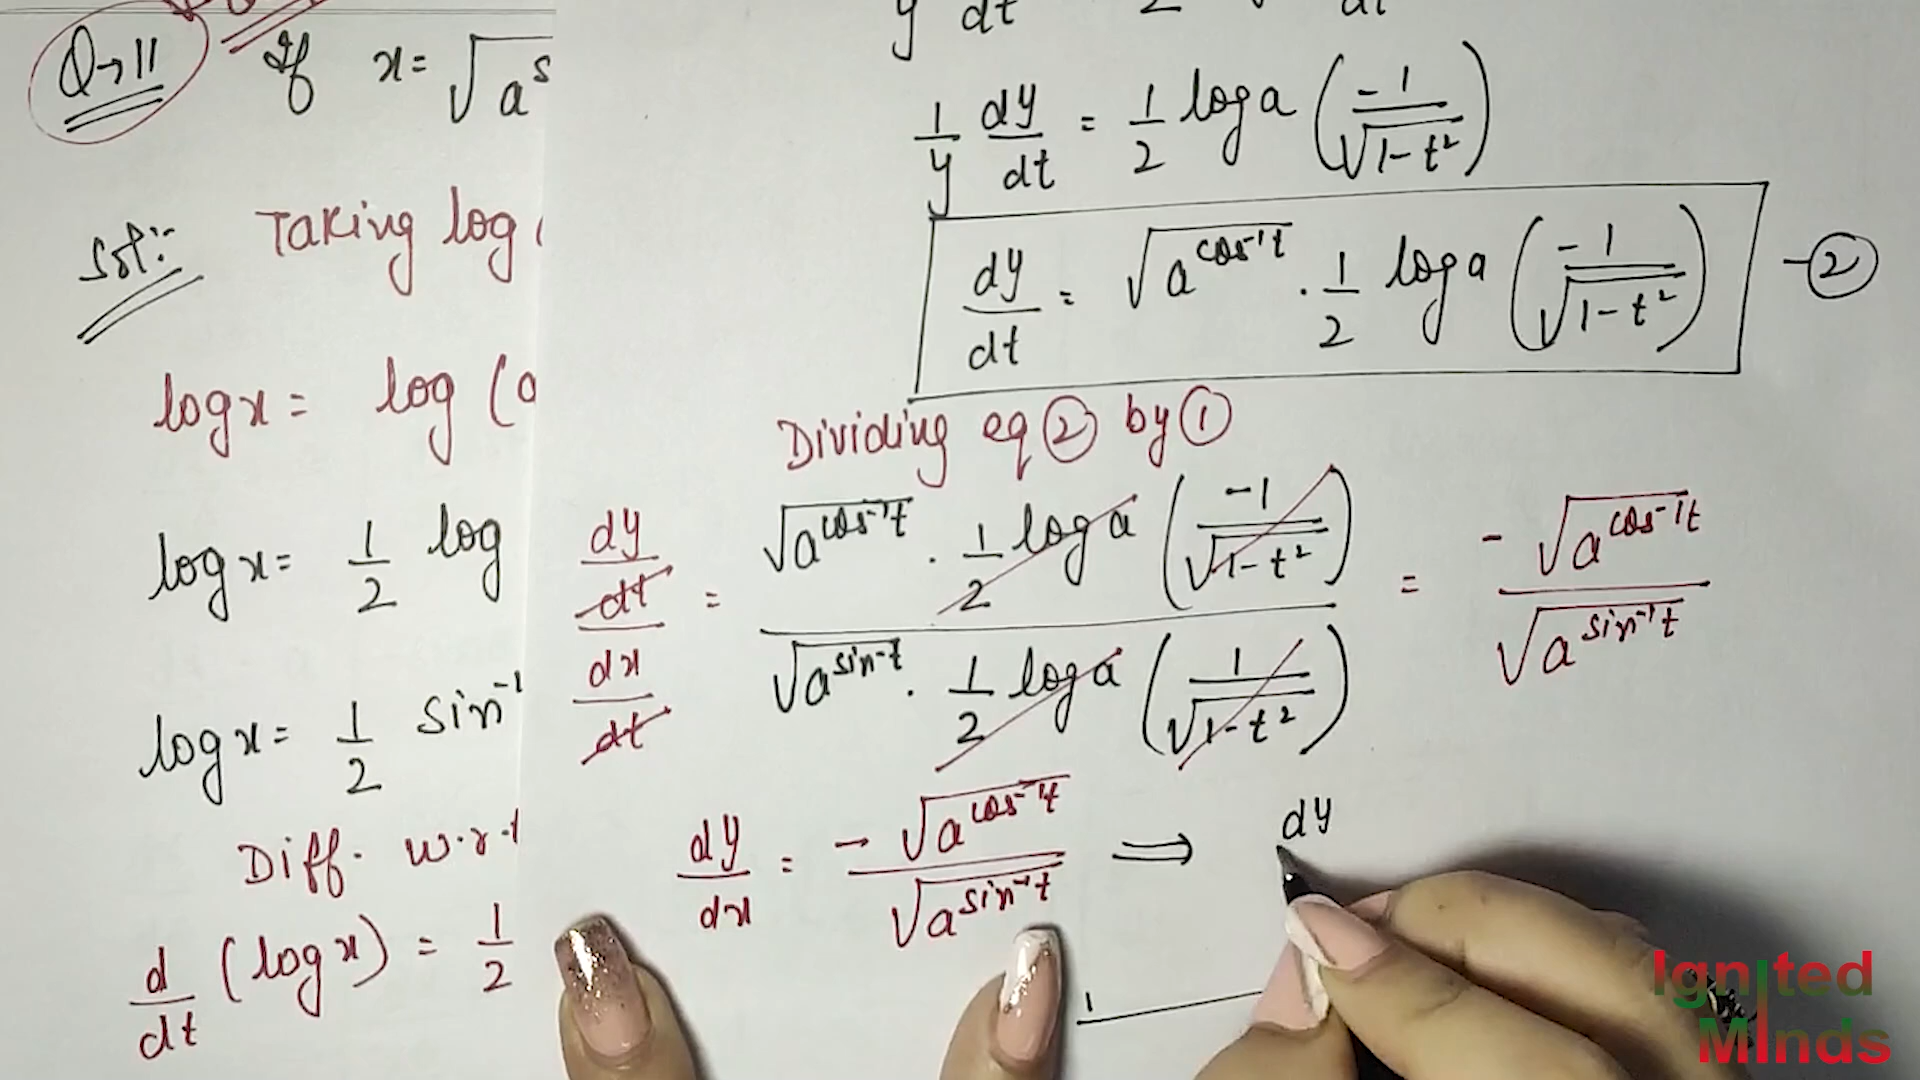 Q→11 If x = √a^s
Sol:-
Taking log
log x = log (a
log x = 1/2 log
log x = 1/2 sin⁻¹
Diff. w.r.t
d/dt (log x) = 1/2
y dt 2 dt
1/y dy/dt = 1/2 log a (-1/√1-t²)
dy/dt = √a^cos⁻¹t · 1/2 log a (-1/√1-t²) -②
Dividing eq ② by ①
dy/dt / dx/dt = √a^cos⁻¹t · 1/2 log a (-1/√1-t²) / √a^sin-t · 1/2 log a (1/√1-t²) = -√a^cos⁻¹t / √a^sin⁻¹t
dy/dx = -√a^cos⁻¹t / √a^sin⁻¹t ⟹ dy
Ignited
Minds